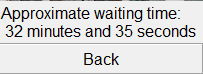 Approximate waiting time:
32 minutes and 35 seconds
Back